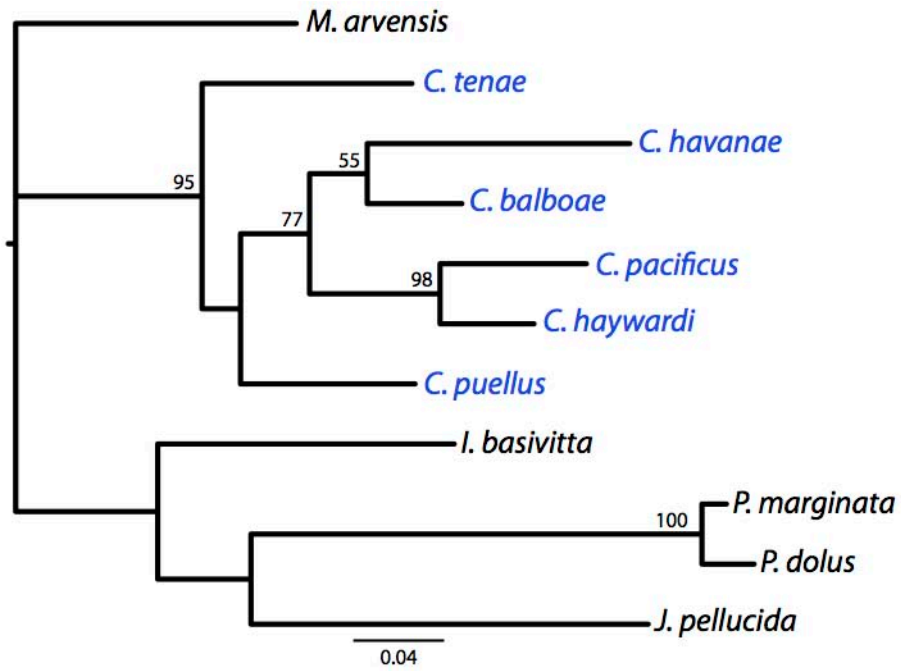 M. arvensis
C. tenae
C. havanae
55
C. balboae
95
77
C. pacificus
98
C. haywardi
C. puellus
I. basivitta
P. marginata
100
P. dolus
J. pellucida
0.04